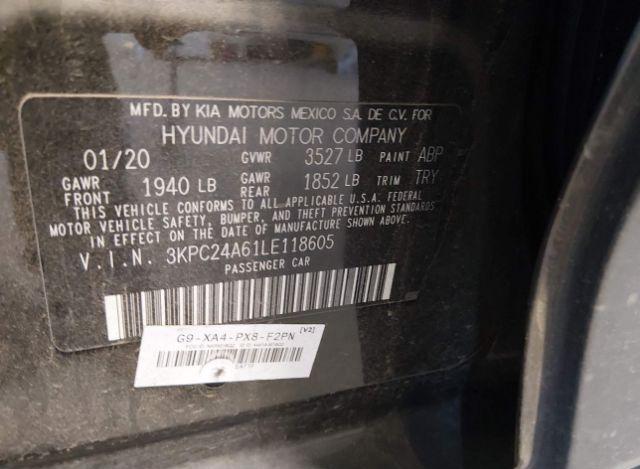 MFD. BY KIA MOTORS MEXICO S.A. DE C.V. FOR
HYUNDAI MOTOR COMPANY
01/20 GVWR 3527 LB PAINT ABP
GAWR FRONT 1940 LB GAWR REAR 1852 LB TRIM TRY
THIS VEHICLE CONFORMS TO ALL APPLICABLE U.S.A. FEDERAL
MOTOR VEHICLE SAFETY, BUMPER, AND THEFT PREVENTION
STANDARDS IN EFFECT ON THE DATE OF MANUFACTURE SHOWN ABOVE.
V.I.N. 3KPC24A61LE118605
PASSENGER CAR
G9-XA4-PX8-F2PN [V2]